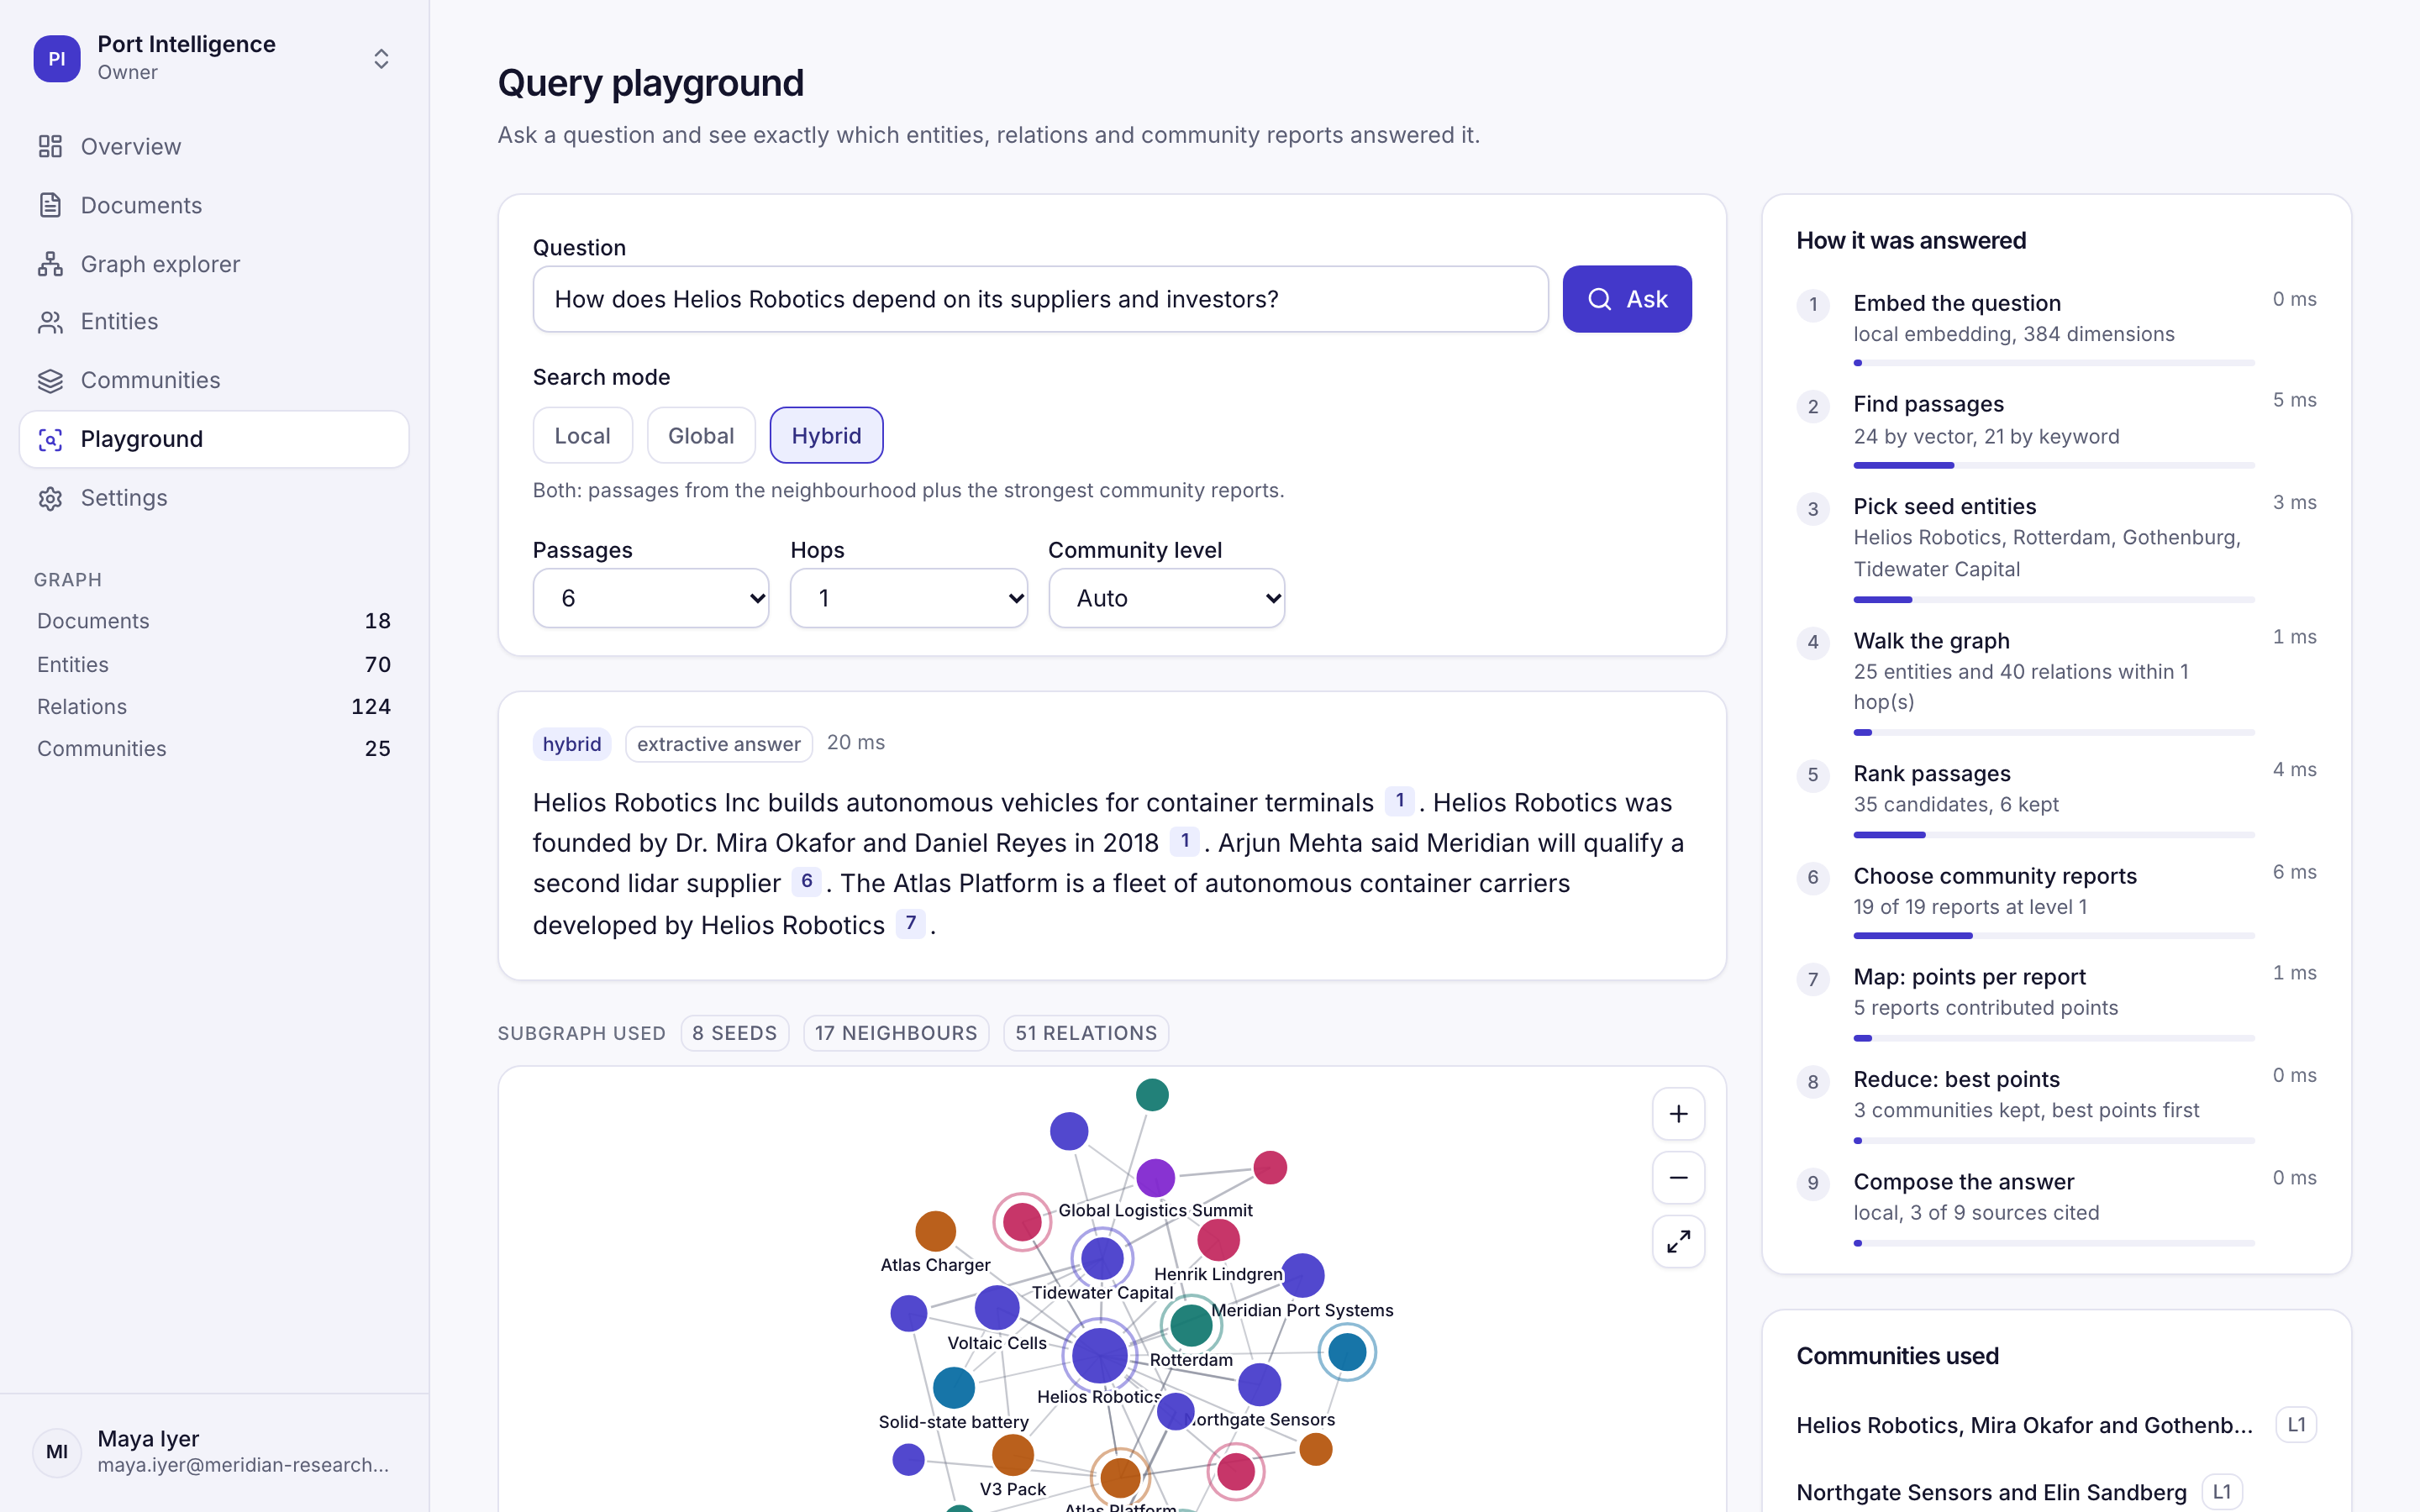 PI
Port Intelligence
Owner
Overview
Documents
Graph explorer
Entities
Communities
Playground
Settings
GRAPH
Documents 18
Entities 70
Relations 124
Communities 25
MI
Maya Iyer
maya.iyer@meridian-research...
Query playground
Ask a question and see exactly which entities, relations and community reports answered it.
Question
How does Helios Robotics depend on its suppliers and investors?
Ask
Search mode
Local Global Hybrid
Both: passages from the neighbourhood plus the strongest community reports.
Passages Hops Community level
6 1 Auto
hybrid extractive answer 20 ms
Helios Robotics Inc builds autonomous vehicles for container terminals 1 . Helios Robotics was
founded by Dr. Mira Okafor and Daniel Reyes in 2018 1 . Arjun Mehta said Meridian will qualify a
second lidar supplier 6 . The Atlas Platform is a fleet of autonomous container carriers
developed by Helios Robotics 7 .
SUBGRAPH USED 8 SEEDS 17 NEIGHBOURS 51 RELATIONS
Global Logistics Summit
Atlas Charger
Henrik Lindgren
Tidewater Capital
Meridian Port Systems
Voltaic Cells
Rotterdam
Helios Robotics
Northgate Sensors
Solid-state battery
V3 Pack
Atlas Platform
How it was answered
1 Embed the question 0 ms
local embedding, 384 dimensions
2 Find passages 5 ms
24 by vector, 21 by keyword
3 Pick seed entities 3 ms
Helios Robotics, Rotterdam, Gothenburg,
Tidewater Capital
4 Walk the graph 1 ms
25 entities and 40 relations within 1
hop(s)
5 Rank passages 4 ms
35 candidates, 6 kept
6 Choose community reports 6 ms
19 of 19 reports at level 1
7 Map: points per report 1 ms
5 reports contributed points
8 Reduce: best points 0 ms
3 communities kept, best points first
9 Compose the answer 0 ms
local, 3 of 9 sources cited
Communities used
Helios Robotics, Mira Okafor and Gothenb... L1
Northgate Sensors and Elin Sandberg L1